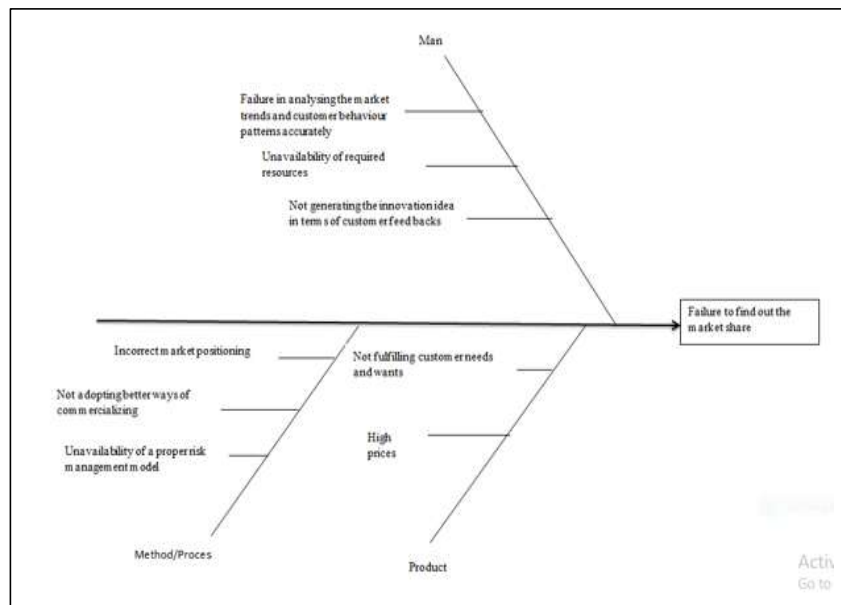 Man
Failure in analysing the market
trends and customer behaviour
patterns accurately
Unavailability of required
resources
Not generating the innovation idea
in terms of customer feed backs
Failure to find out the
market share
Incorrect market positioning
Not adopting better ways of
commercializing
Unavailability of a proper risk
management model
Method/Proces
Not fulfilling customer needs
and wants
High
prices
Product
Activ
Go to